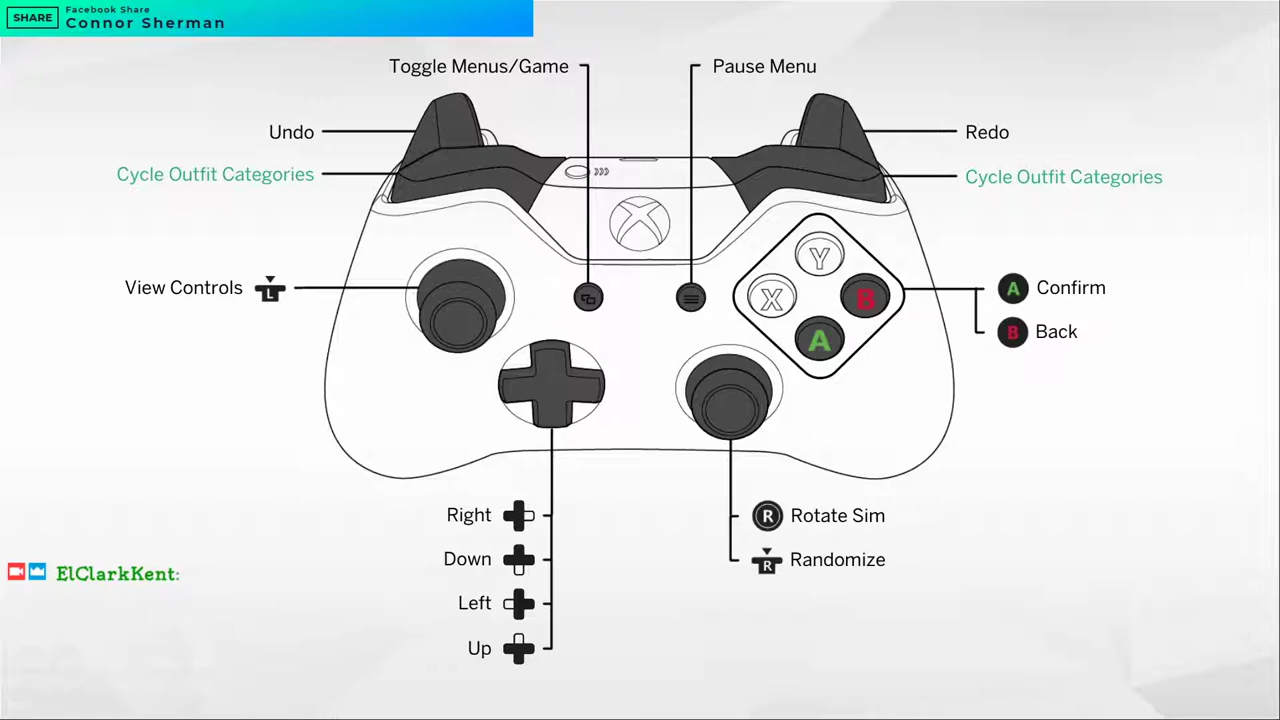 SHARE
Facebook Share
Connor Sherman
Toggle Menus/Game
Pause Menu
Undo
Redo
Cycle Outfit Categories
Cycle Outfit Categories
View Controls L
Y
X
B
A
A Confirm
B Back
Right
Down
Left
Up
R Rotate Sim
R Randomize
ElClarkKent: